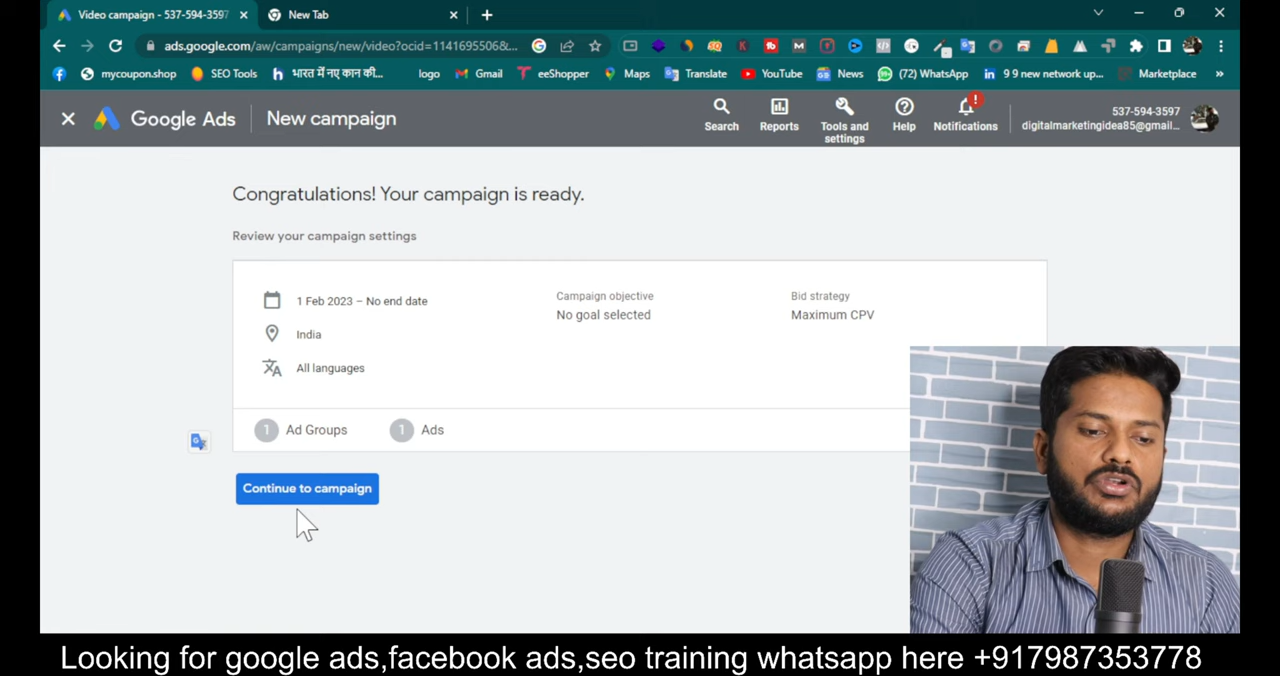 Video campaign - 537-594-3597
New Tab
ads.google.com/aw/campaigns/new/video?ocid=1141695506&...
mycoupon.shop
SEO Tools
भारत में नए कान की...
logo
Gmail
eeShopper
Maps
Translate
YouTube
News
(72) WhatsApp
9 9 new network up...
Marketplace
Google Ads
New campaign
Search
Reports
Tools and
settings
Help
Notifications
537-594-3597
digitalmarketingidea85@gmail...
Congratulations! Your campaign is ready.
Review your campaign settings
1 Feb 2023 – No end date
Campaign objective
Bid strategy
No goal selected
Maximum CPV
India
All languages
1 Ad Groups
1 Ads
Continue to campaign
Looking for google ads,facebook ads,seo training whatsapp here +917987353778